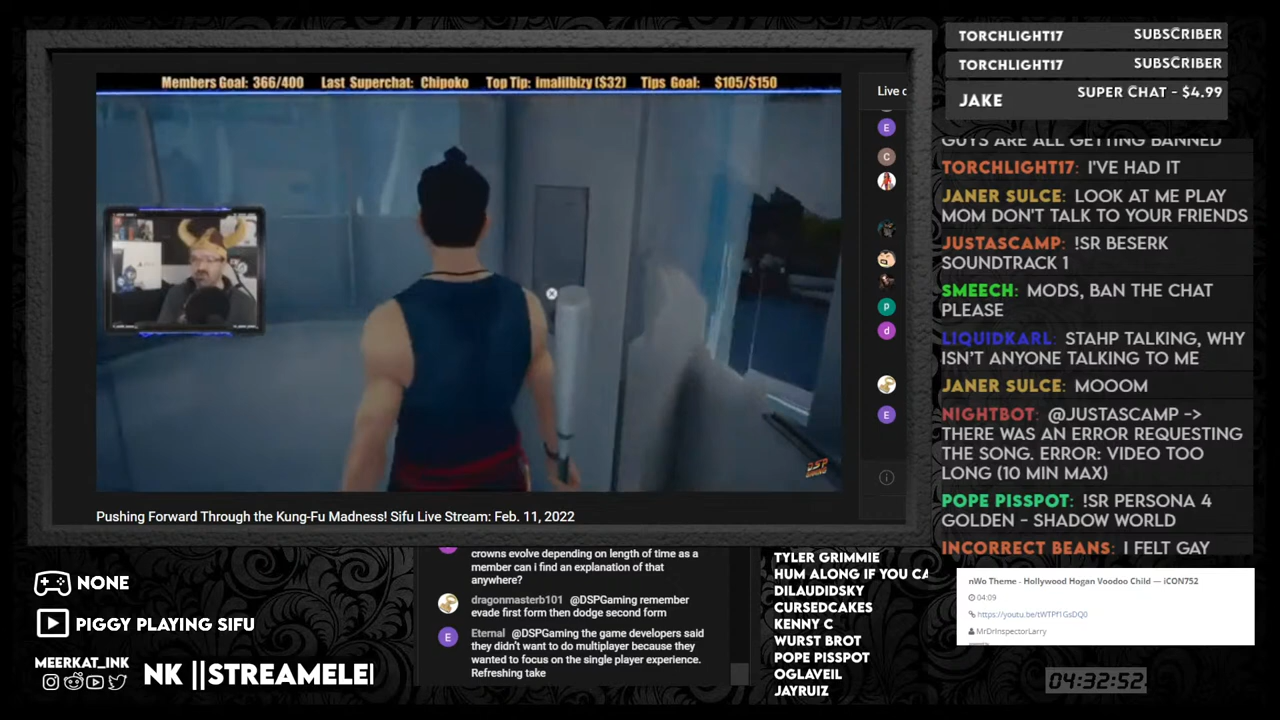 Members Goal: 366/400 Last Superchat: Chipoko Top Tip: imalilbizy ($32) Tips Goal: $105/$150
Live c
E
C
P
d
E
DSP
GAMING
Pushing Forward Through the Kung-Fu Madness! Sifu Live Stream: Feb. 11, 2022
TORCHLIGHT17 SUBSCRIBER
TORCHLIGHT17 SUBSCRIBER
JAKE SUPER CHAT - $4.99
GUYS ARE ALL GETTING BANNED
TORCHLIGHT17: I'VE HAD IT
JANER SULCE: LOOK AT ME PLAY
MOM DON'T TALK TO YOUR FRIENDS
JUSTASCAMP: !SR BESERK
SOUNDTRACK 1
SMEECH: MODS, BAN THE CHAT
PLEASE
LIQUIDKARL: STAHP TALKING, WHY
ISN'T ANYONE TALKING TO ME
JANER SULCE: MOOOM
NIGHTBOT: @JUSTASCAMP ->
THERE WAS AN ERROR REQUESTING
THE SONG. ERROR: VIDEO TOO
LONG (10 MIN MAX)
POPE PISSPOT: !SR PERSONA 4
GOLDEN - SHADOW WORLD
INCORRECT BEANS: I FELT GAY
NONE
PIGGY PLAYING SIFU
MEERKAT_INK
NK ||STREAMELE
crowns evolve depending on length of time as a
member can i find an explanation of that
anywhere?
dragonmasterb101 @DSPGaming remember
evade first form then dodge second form
E
Eternal @DSPGaming the game developers said
they didn't want to do multiplayer because they
wanted to focus on the single player experience.
Refreshing take
TYLER GRIMMIE
HUM ALONG IF YOU CA
DILAUDIDSKY
CURSEDCAKES
KENNY C
WURST BROT
POPE PISSPOT
OGLAVEIL
JAYRUIZ
nWo Theme - Hollywood Hogan Voodoo Child — iCON752
04:09
https://youtu.be/tWTPf1GsDQ0
MrDrInspectorLarry
04:32:52